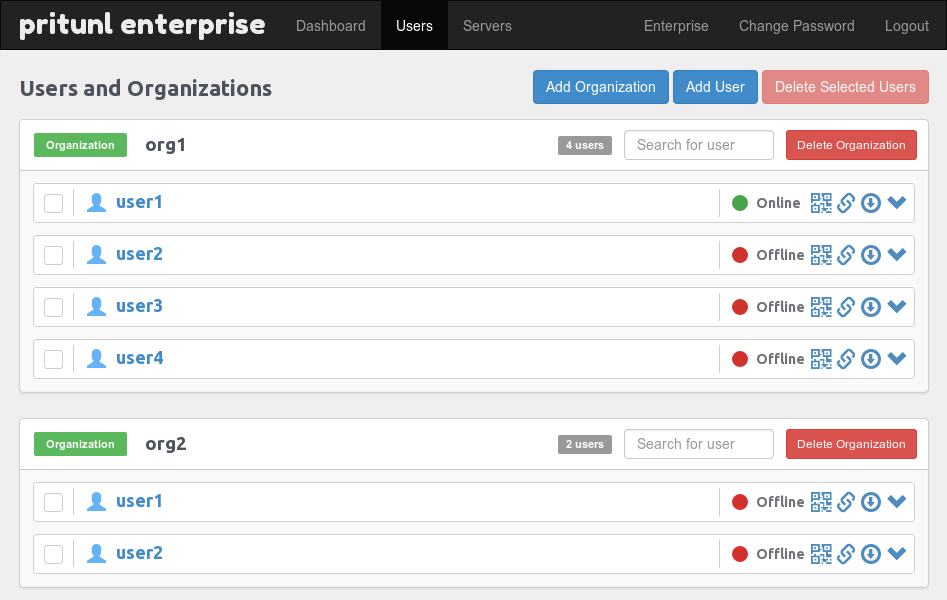 pritunl enterprise Dashboard Users Servers Enterprise Change Password Logout
Users and Organizations Add Organization Add User Delete Selected Users
Organization org1 4 users Search for user Delete Organization
user1 Online
user2 Offline
user3 Offline
user4 Offline
Organization org2 2 users Search for user Delete Organization
user1 Offline
user2 Offline